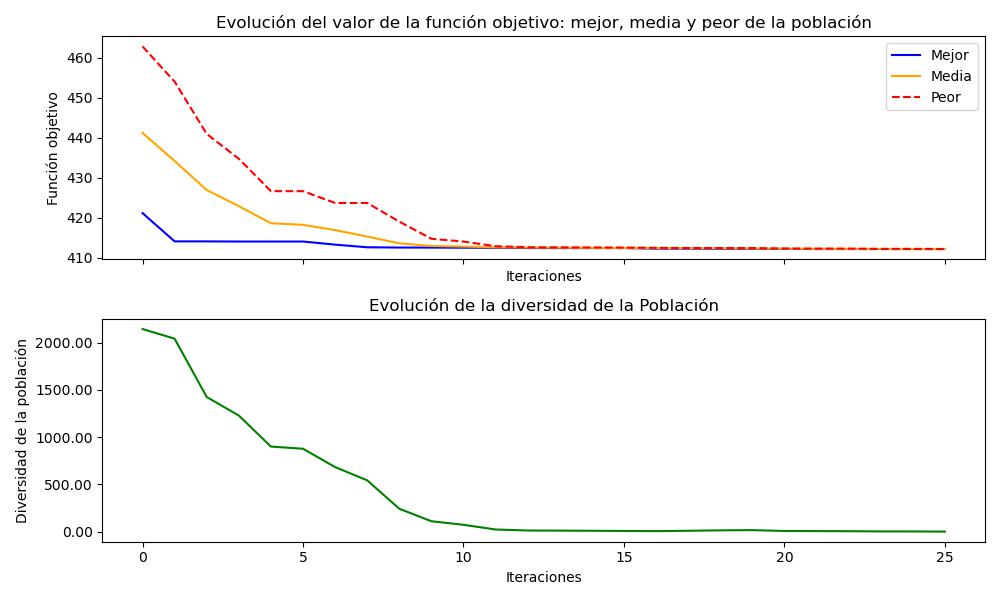 Evolución del valor de la función objetivo: mejor, media y peor de la población
Función objetivo
460
450
440
430
420
410
Mejor
Media
Peor
Iteraciones
Evolución de la diversidad de la Población
Diversidad de la población
2000.00
1500.00
1000.00
500.00
0.00
0 5 10 15 20 25
Iteraciones